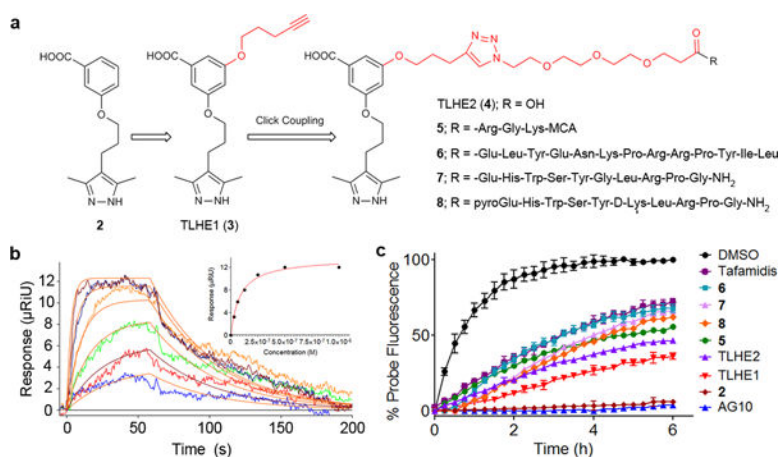 a
HOOC
O
N-NH
2
HOOC
O
O
N-NH
TLHE1 (3)
Click Coupling
HOOC
O
O
N=N
N
O
O
O
O
R
N-NH
TLHE2 (4); R = OH
5; R = -Arg-Gly-Lys-MCA
6; R = -Glu-Leu-Tyr-Glu-Asn-Lys-Pro-Arg-Arg-Pro-Tyr-Ile-Leu
7; R = -Glu-His-Trp-Ser-Tyr-Gly-Leu-Arg-Pro-Gly-NH2
8; R = pyroGlu-His-Trp-Ser-Tyr-D-Lys-Leu-Arg-Pro-Gly-NH2
b
Response (µRiU)
12
10
8
6
4
2
0
0 50 100 150 200
Time (s)
Response (µRiU)
12
8
4
0
Concentration (M)
c
% Probe Fluorescence
100
50
0
0 2 4 6
Time (h)
DMSO
Tafamidis
6
7
8
5
TLHE2
TLHE1
2
AG10